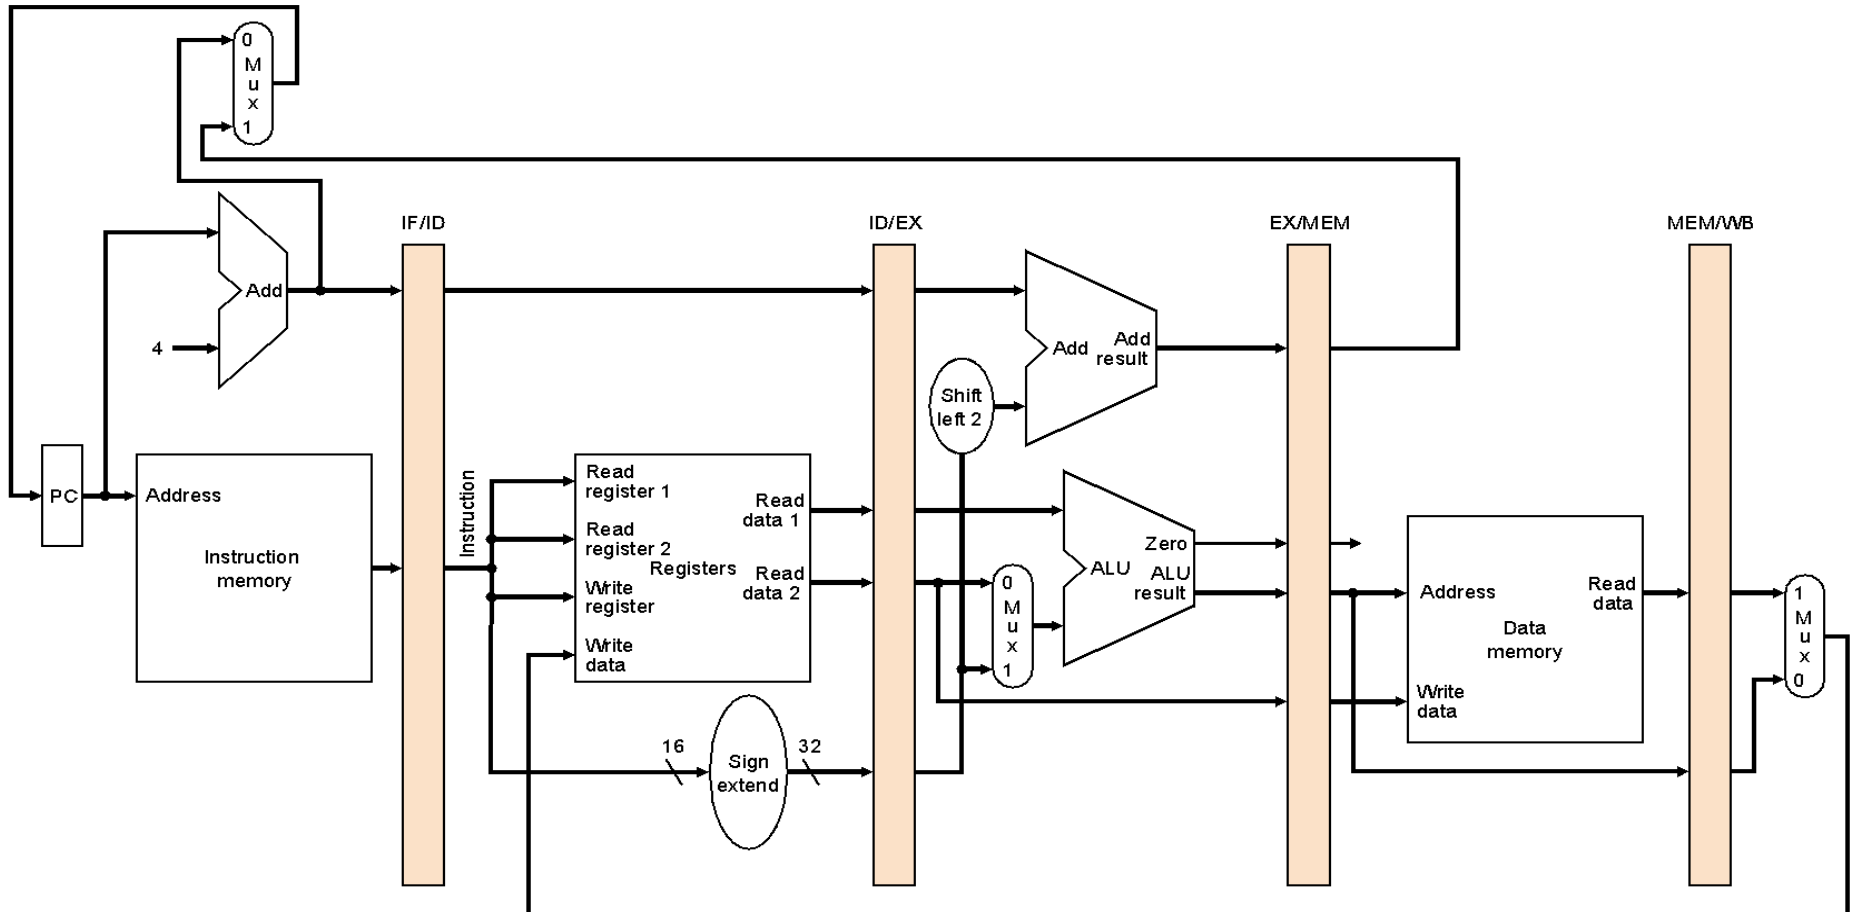 0
M
u
x
1
IF/ID
ID/EX
EX/MEM
MEM/WB
Add
4
Add
Add
result
Shift
left 2
PC
Address
Instruction
memory
Instruction
Read
register 1
Read
register 2
Write
register
Write
data
Registers
Read
data 1
Read
data 2
16
Sign
extend
32
0
M
u
x
1
Zero
ALU
ALU
result
Address
Read
data
Data
memory
Write
data
1
M
u
x
0